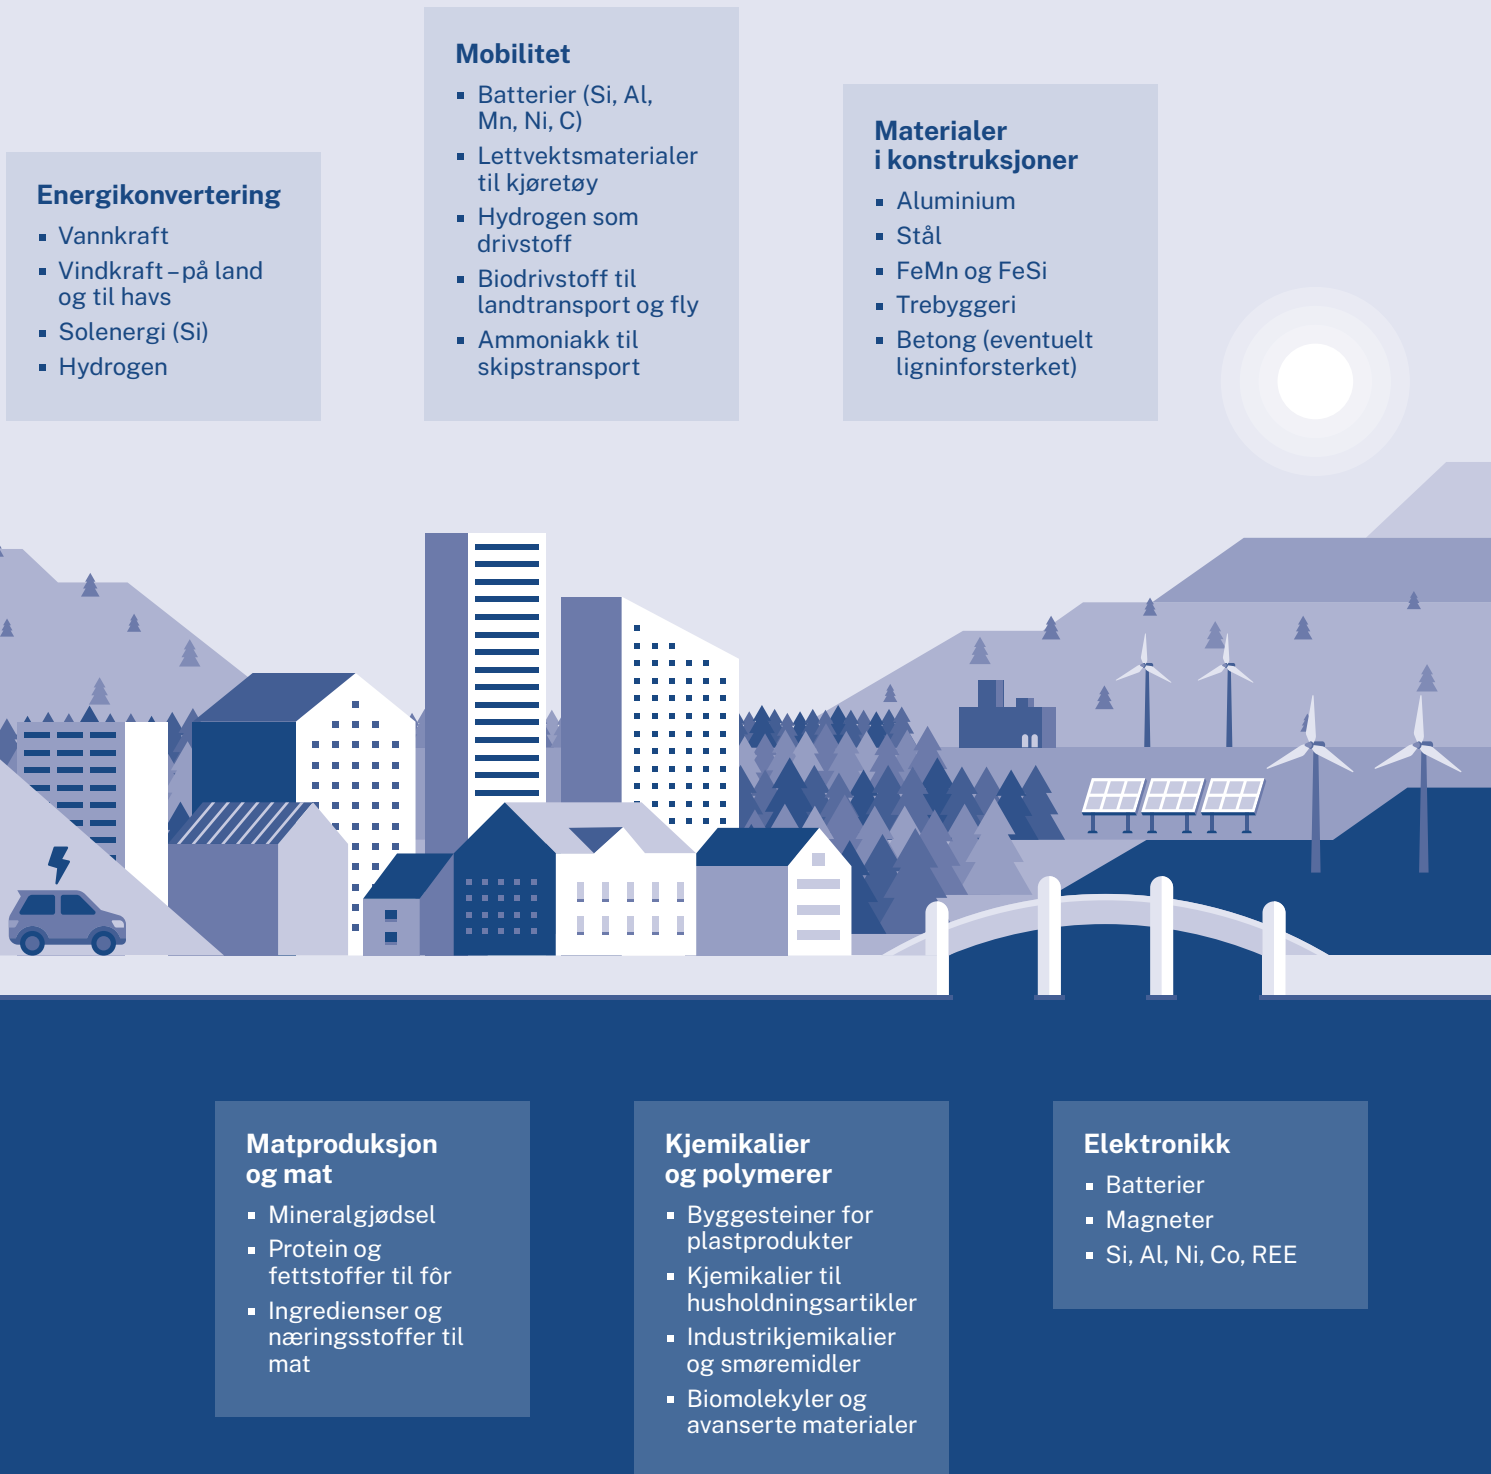 Energikonvertering
▪ Vannkraft
▪ Vindkraft – på land
og til havs
▪ Solenergi (Si)
▪ Hydrogen
Mobilitet
▪ Batterier (Si, Al,
Mn, Ni, C)
▪ Lettvektsmaterialer
til kjøretøy
▪ Hydrogen som
drivstoff
▪ Biodrivstoff til
landtransport og fly
▪ Ammoniakk til
skipstransport
Materialer
i konstruksjoner
▪ Aluminium
▪ Stål
▪ FeMn og FeSi
▪ Trebyggeri
▪ Betong (eventuelt
ligninforsterket)
Matproduksjon
og mat
▪ Mineralgjødsel
▪ Protein og
fettstoffer til fôr
▪ Ingredienser og
næringsstoffer til
mat
Kjemikalier
og polymerer
▪ Byggesteiner for
plastprodukter
▪ Kjemikalier til
husholdningsartikler
▪ Industrikjemikalier
og smøremidler
▪ Biomolekyler og
avanserte materialer
Elektronikk
▪ Batterier
▪ Magneter
▪ Si, Al, Ni, Co, REE